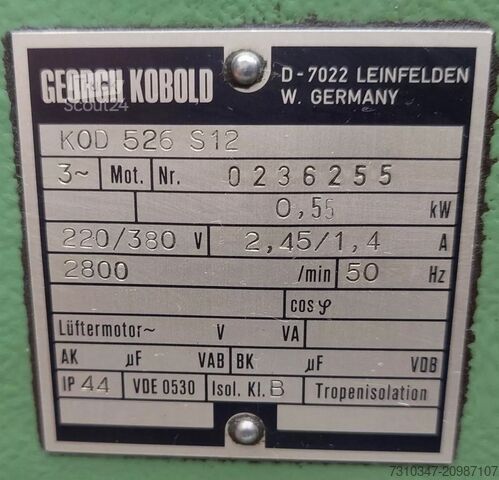 GEORGII KOBOLD
D-7022 LEINFELDEN
W. GERMANY
Scout24
KOD 526 S12
3~ Mot. Nr. 0236255
0,55 kW
220/380 V 2,45/1,4 A
2800 /min 50 Hz
cos φ
Lüftermotor~ V VA
AK µF VAB BK µF VDB
IP 44 VDE 0530 Isol. Kl. B Tropenisolation
7310347-20987107